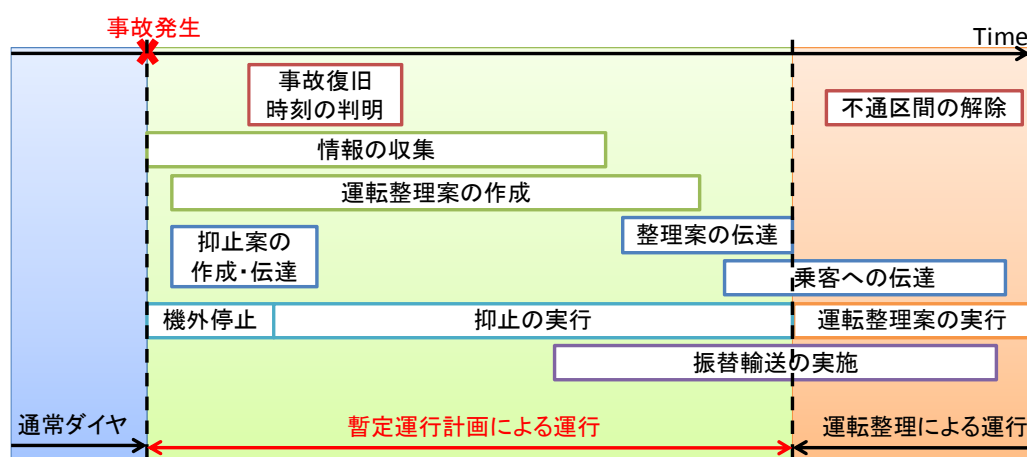 事故発生
Time
事故復旧
時刻の判明
不通区間の解除
情報の収集
運転整理案の作成
整理案の伝達
抑止案の
作成・伝達
乗客への伝達
機外停止
抑止の実行
運転整理案の実行
振替輸送の実施
通常ダイヤ
暫定運行計画による運行
運転整理による運行